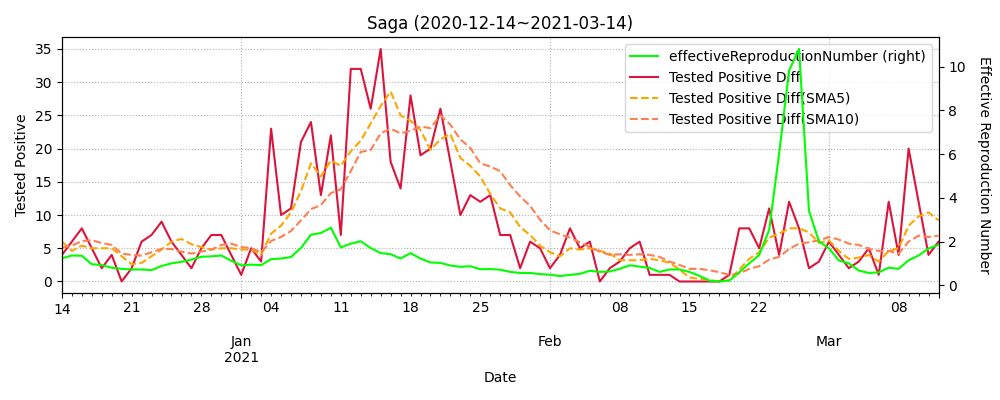 Saga (2020-12-14~2021-03-14)
effectiveReproductionNumber (right)
Tested Positive Diff
Tested Positive Diff(SMA5)
Tested Positive Diff(SMA10)
Tested Positive
35
30
25
20
15
10
5
0
Effective Reproduction Number
10
8
6
4
2
0
14 21 28 04 11 18 25 08 15 22 08
Jan Feb Mar
2021
Date